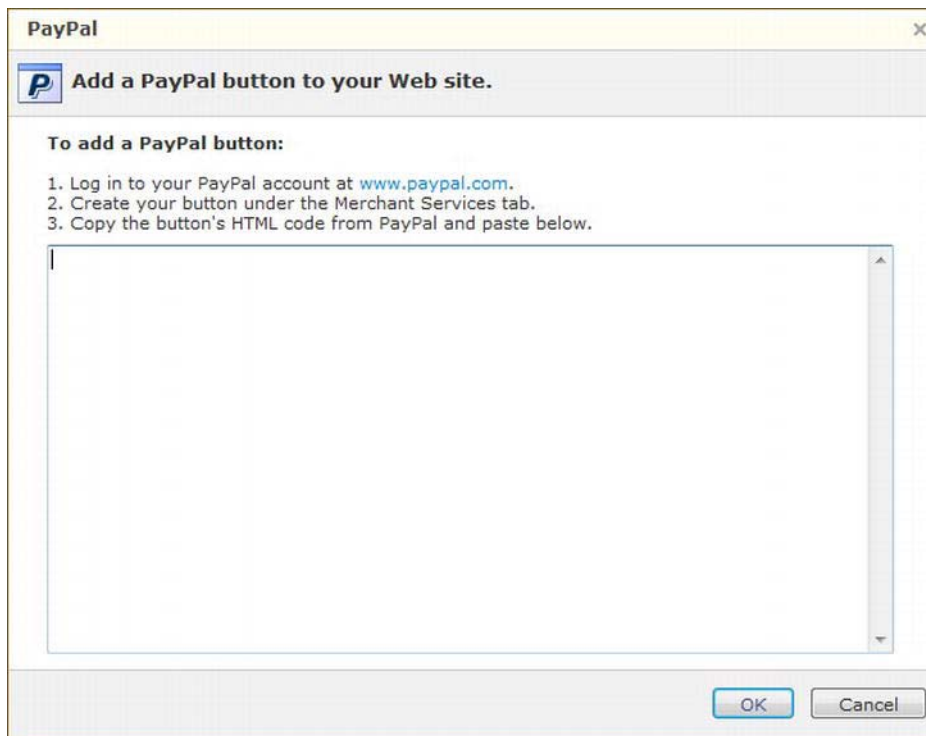 PayPal
Add a PayPal button to your Web site.
To add a PayPal button:
1. Log in to your PayPal account at www.paypal.com.
2. Create your button under the Merchant Services tab.
3. Copy the button's HTML code from PayPal and paste below.
OK Cancel